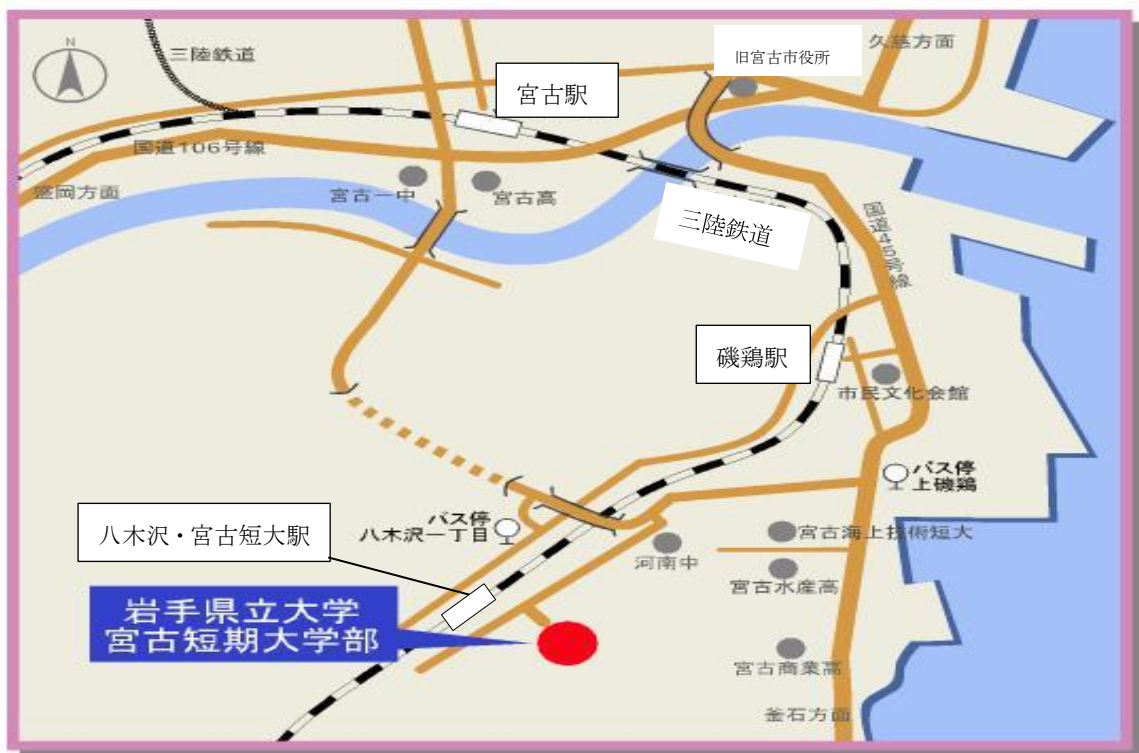 N
三陸鉄道
旧宮古市役所
久慈方面
宮古駅
国道106号線
盛岡方面
宮古一中
宮古高
三陸鉄道
国道45号線
磯鶏駅
市民文化会館
バス停
上磯鶏
バス停
八木沢一丁目
八木沢・宮古短大駅
宮古海上技術短大
河南中
宮古水産高
岩手県立大学
宮古短期大学部
宮古商業高
釜石方面